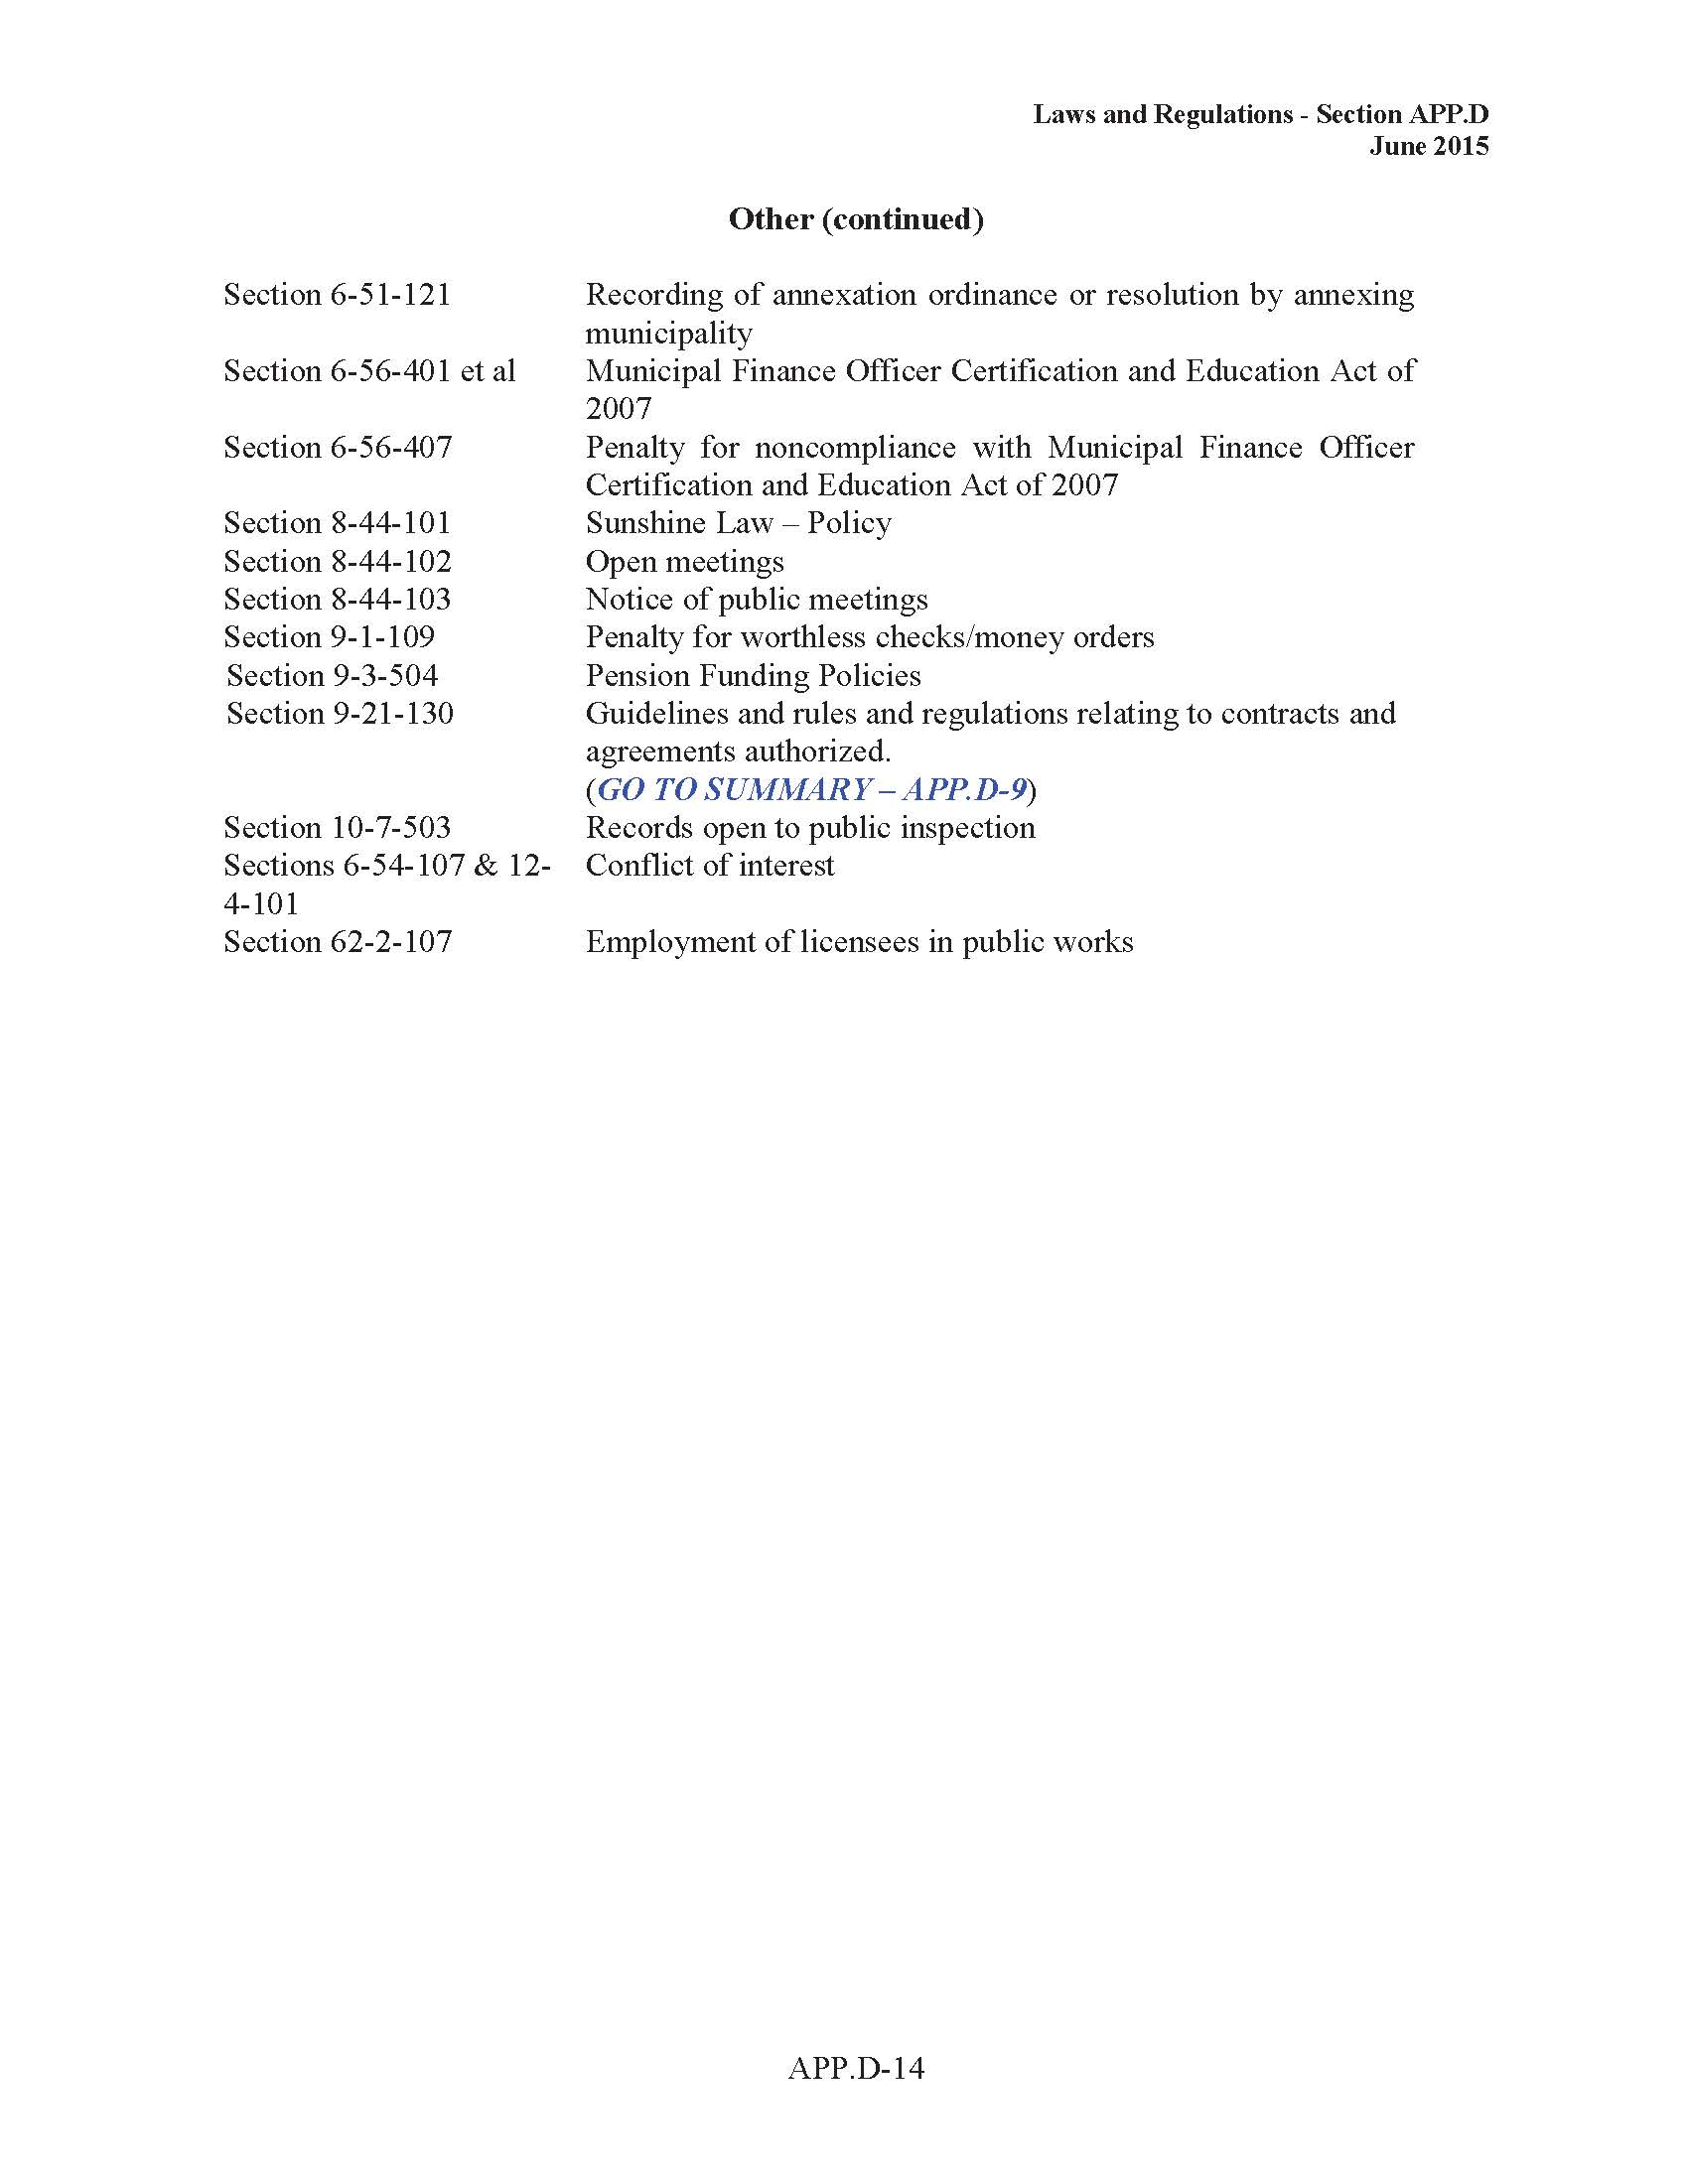 Laws and Regulations - Section APP.D
June 2015
Other (continued)
Section 6-51-121 Recording of annexation ordinance or resolution by annexing
municipality
Section 6-56-401 et al Municipal Finance Officer Certification and Education Act of
2007
Section 6-56-407 Penalty for noncompliance with Municipal Finance Officer
Certification and Education Act of 2007
Section 8-44-101 Sunshine Law – Policy
Section 8-44-102 Open meetings
Section 8-44-103 Notice of public meetings
Section 9-1-109 Penalty for worthless checks/money orders
Section 9-3-504 Pension Funding Policies
Section 9-21-130 Guidelines and rules and regulations relating to contracts and
agreements authorized.
(GO TO SUMMARY – APP.D-9)
Section 10-7-503 Records open to public inspection
Sections 6-54-107 & 12- Conflict of interest
4-101
Section 62-2-107 Employment of licensees in public works
APP.D-14